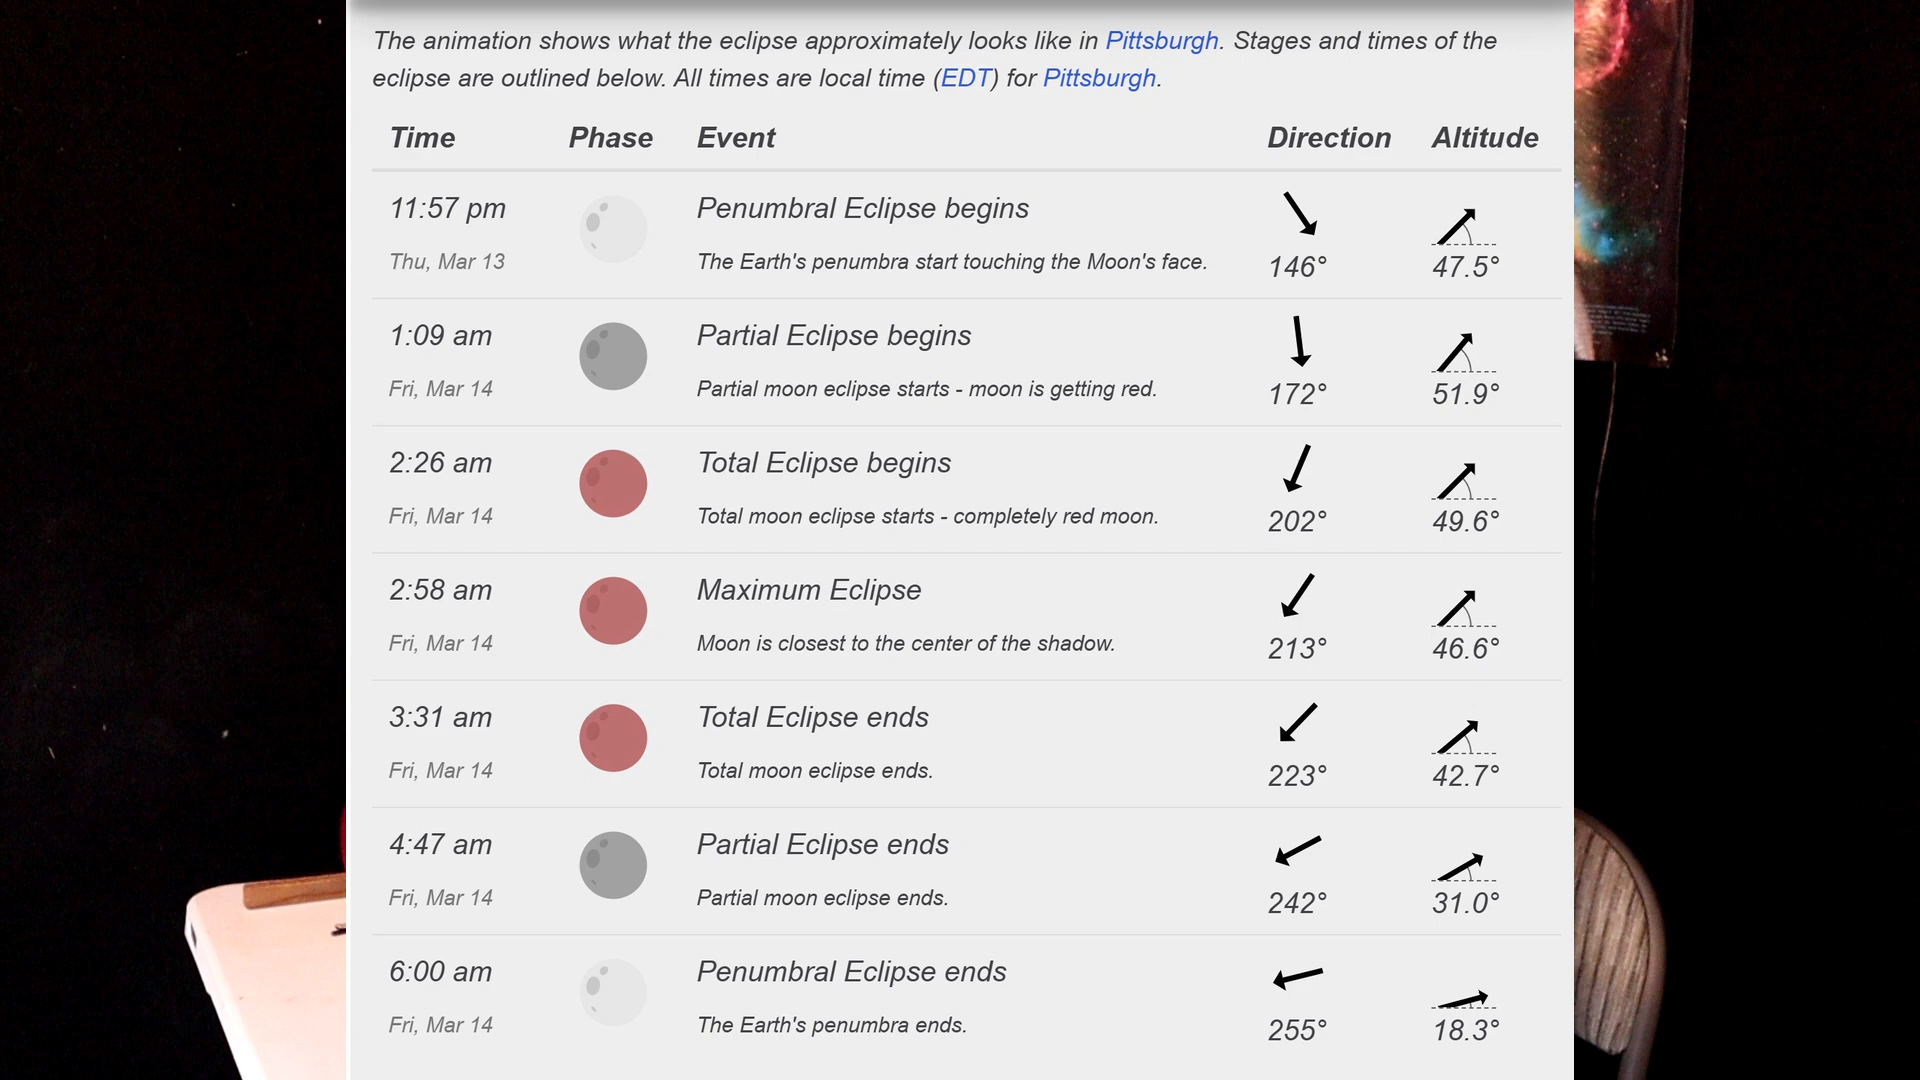 The animation shows what the eclipse approximately looks like in Pittsburgh. Stages and times of the
eclipse are outlined below. All times are local time (EDT) for Pittsburgh.
Time Phase Event Direction Altitude
11:57 pm Penumbral Eclipse begins
Thu, Mar 13 The Earth's penumbra start touching the Moon's face. 146° 47.5°
1:09 am Partial Eclipse begins
Fri, Mar 14 Partial moon eclipse starts - moon is getting red. 172° 51.9°
2:26 am Total Eclipse begins
Fri, Mar 14 Total moon eclipse starts - completely red moon. 202° 49.6°
2:58 am Maximum Eclipse
Fri, Mar 14 Moon is closest to the center of the shadow. 213° 46.6°
3:31 am Total Eclipse ends
Fri, Mar 14 Total moon eclipse ends. 223° 42.7°
4:47 am Partial Eclipse ends
Fri, Mar 14 Partial moon eclipse ends. 242° 31.0°
6:00 am Penumbral Eclipse ends
Fri, Mar 14 The Earth's penumbra ends. 255° 18.3°